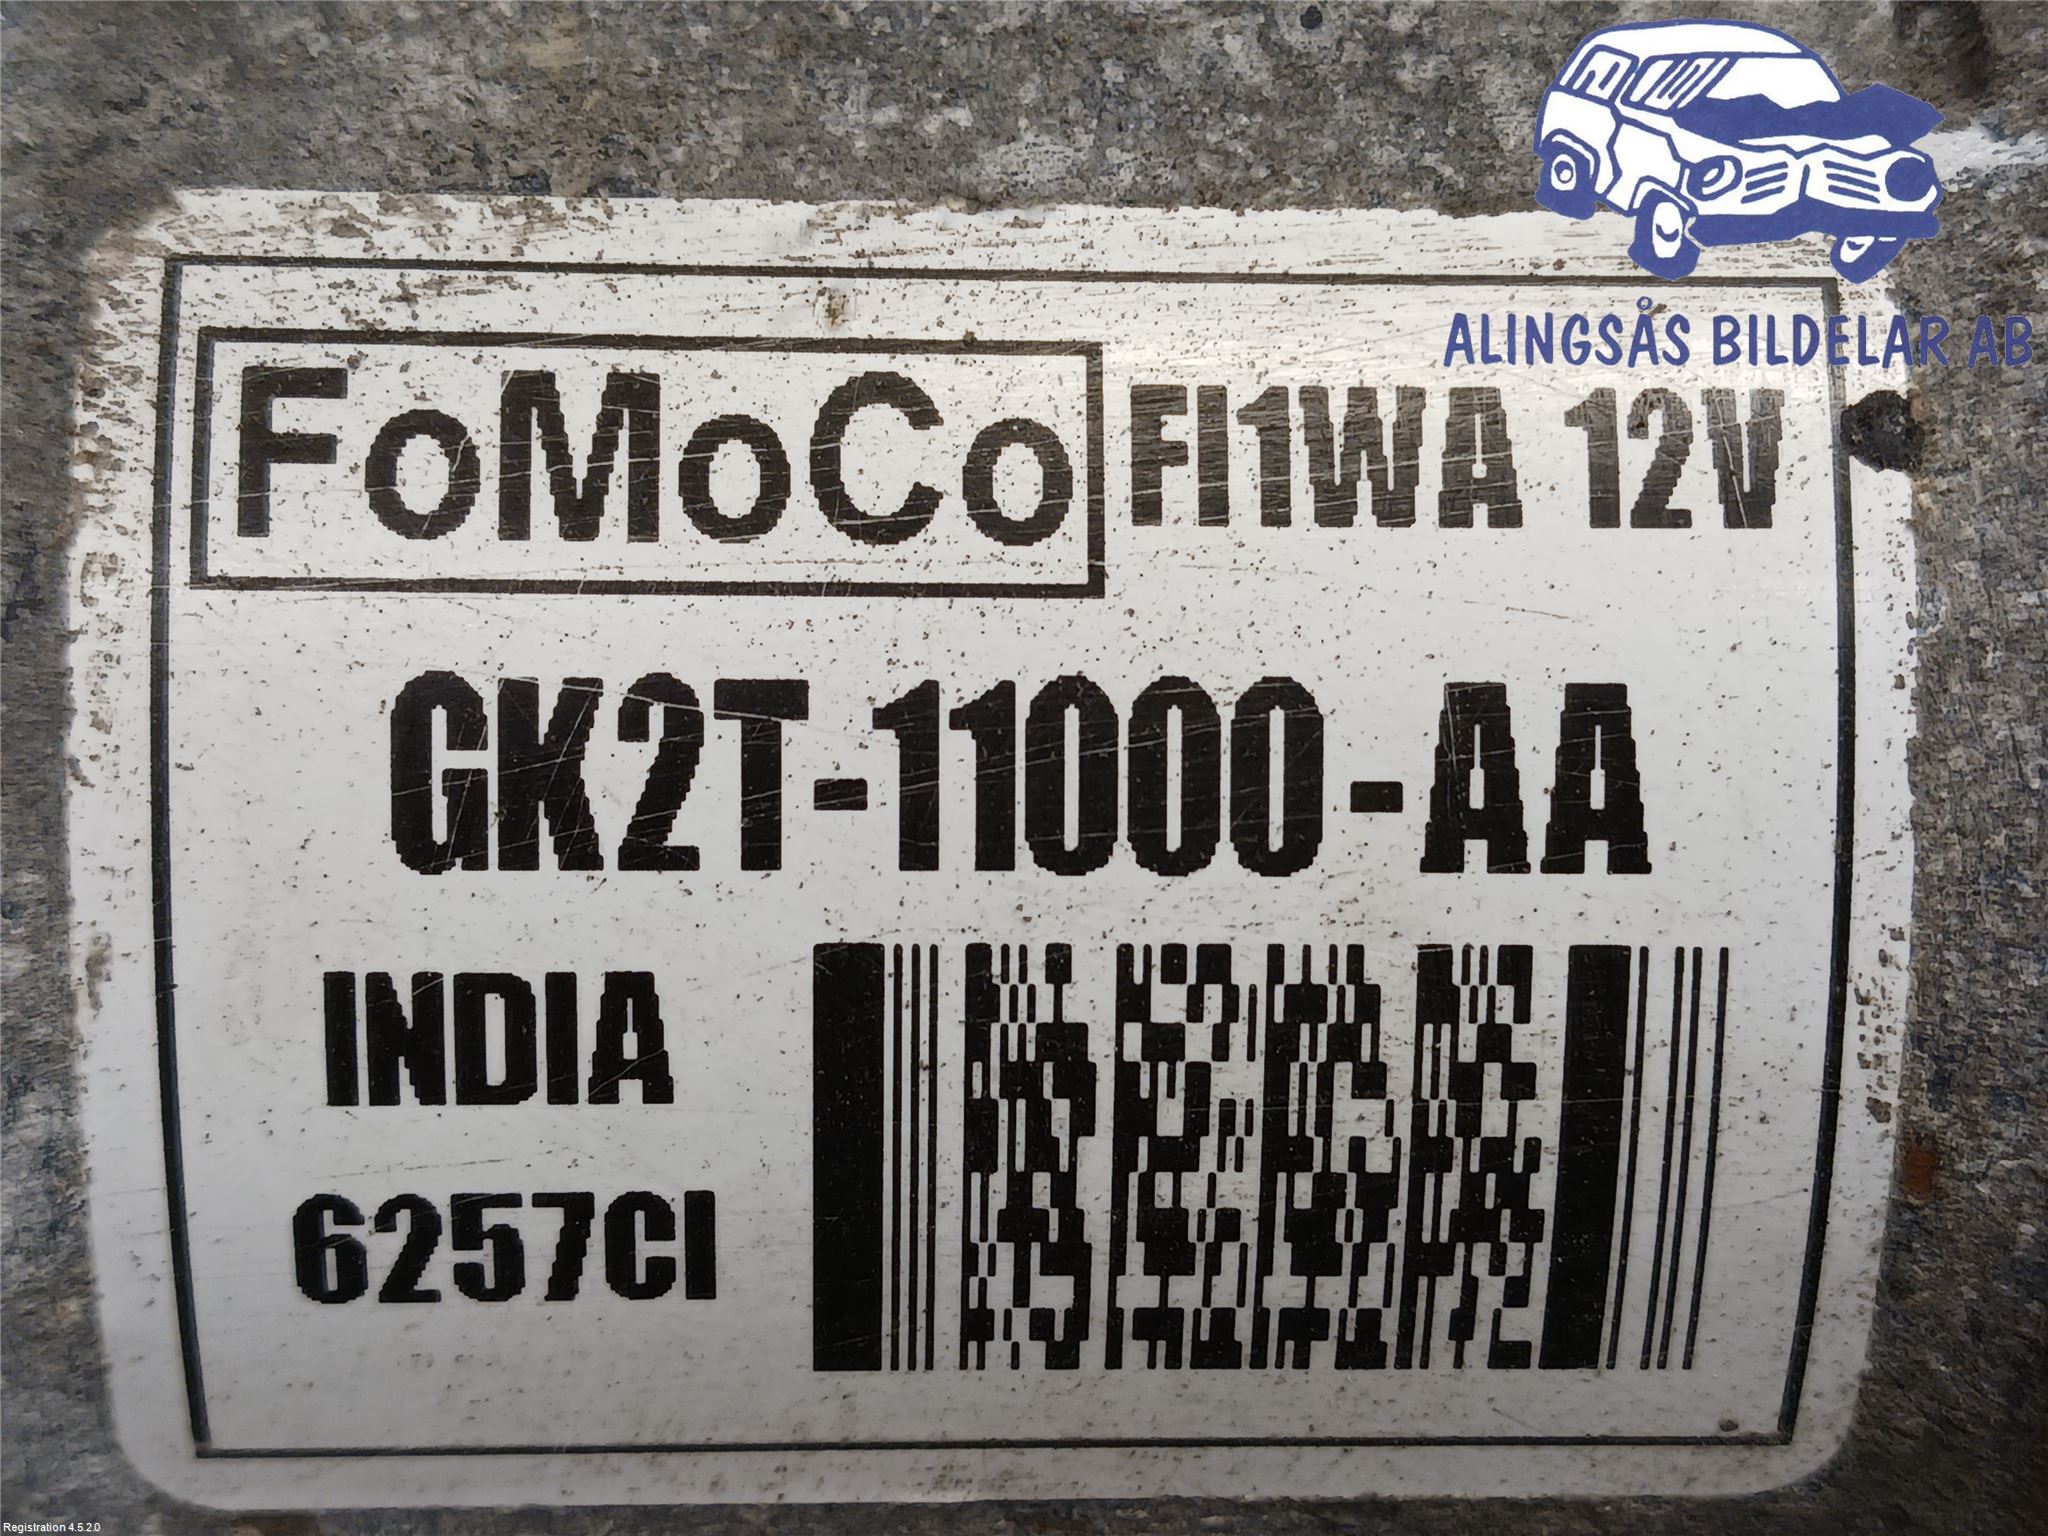 ALINGSÅS BILDELAR AB
FoMoCo FI1WA 12V
GK2T-11000-AA
INDIA
6257CI
Registration 4.5.2.0